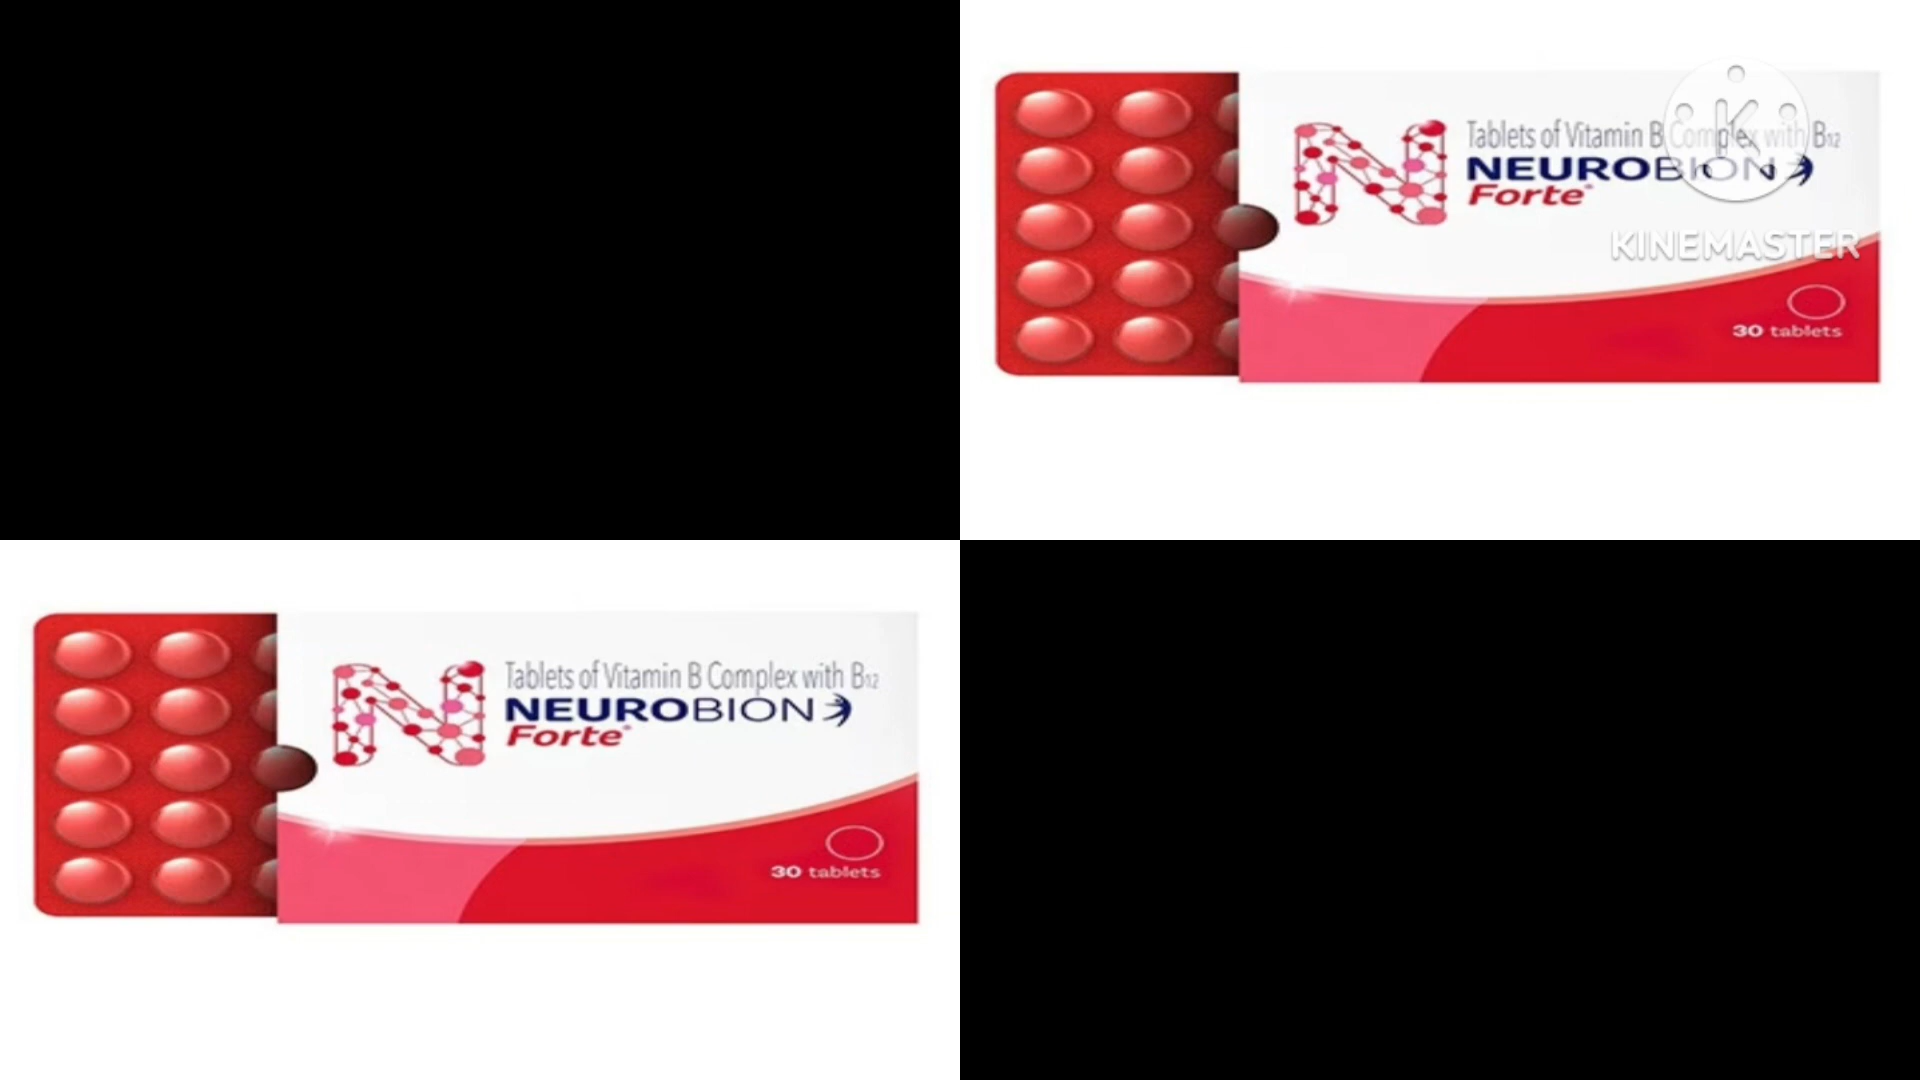 Tablets of Vitamin B Complex with B12
NEUROBION
Forte
30 tablets
K
KINEMASTER
Tablets of Vitamin B Complex with B12
NEUROBION
Forte
30 tablets